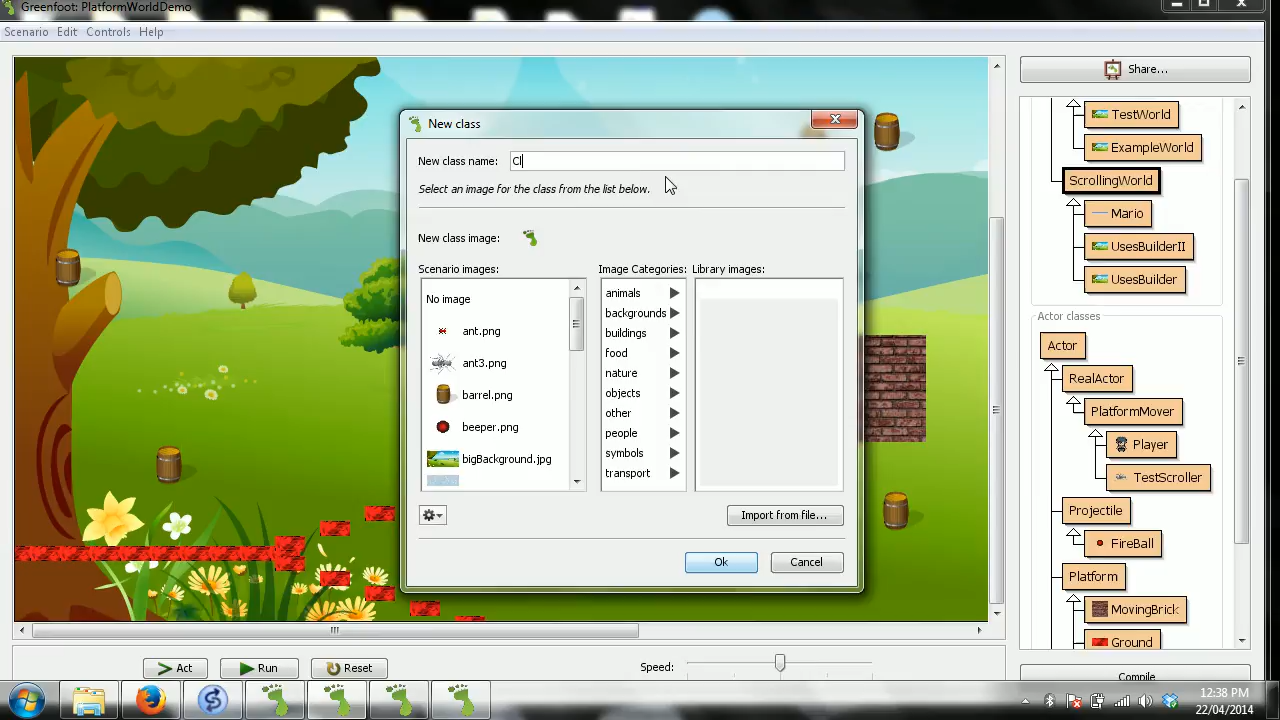 Greenfoot: PlatformWorldDemo
Scenario Edit Controls Help
Share...
TestWorld
ExampleWorld
ScrollingWorld
Mario
UsesBuilderII
UsesBuilder
Actor classes
Actor
RealActor
PlatformMover
Player
TestScroller
Projectile
FireBall
Platform
MovingBrick
Ground
Compile
New class
New class name: Cl
Select an image for the class from the list below.
New class image:
Scenario images: Image Categories: Library images:
No image
ant.png
ant3.png
barrel.png
beeper.png
bigBackground.jpg
animals
backgrounds
buildings
food
nature
objects
other
people
symbols
transport
Import from file...
Ok Cancel
Act Run Reset Speed:
12:38 PM
22/04/2014